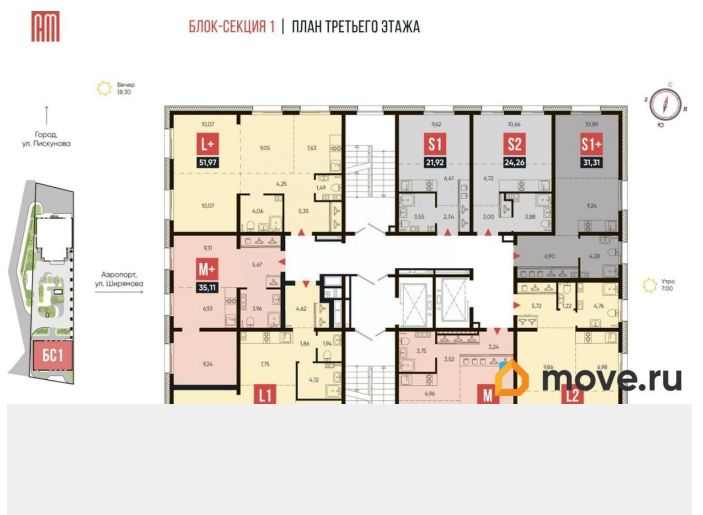 АМ
БЛОК-СЕКЦИЯ 1 | ПЛАН ТРЕТЬЕГО ЭТАЖА
Вечер
18:30
С
З
В
Ю
Город,
ул. Пискунова
Аэропорт,
ул. Ширямова
Утро
7:00
БС1
10,07
L+
51,97
9,05
7,63
4,25
1,49
10,07
4,06
5,35
9,62
S1
21,92
6,41
3,55
2,34
10,66
S2
24,26
6,72
3,00
3,88
10,89
S1+
31,31
9,24
6,90
4,28
9,31
M+
35,11
5,67
6,93
3,96
9,24
4,62
1,86
1,94
7,75
4,12
L1
3,75
3,52
3,24
4,96
M
5,72
1,22
4,76
9,86
6,98
L2
move.ru